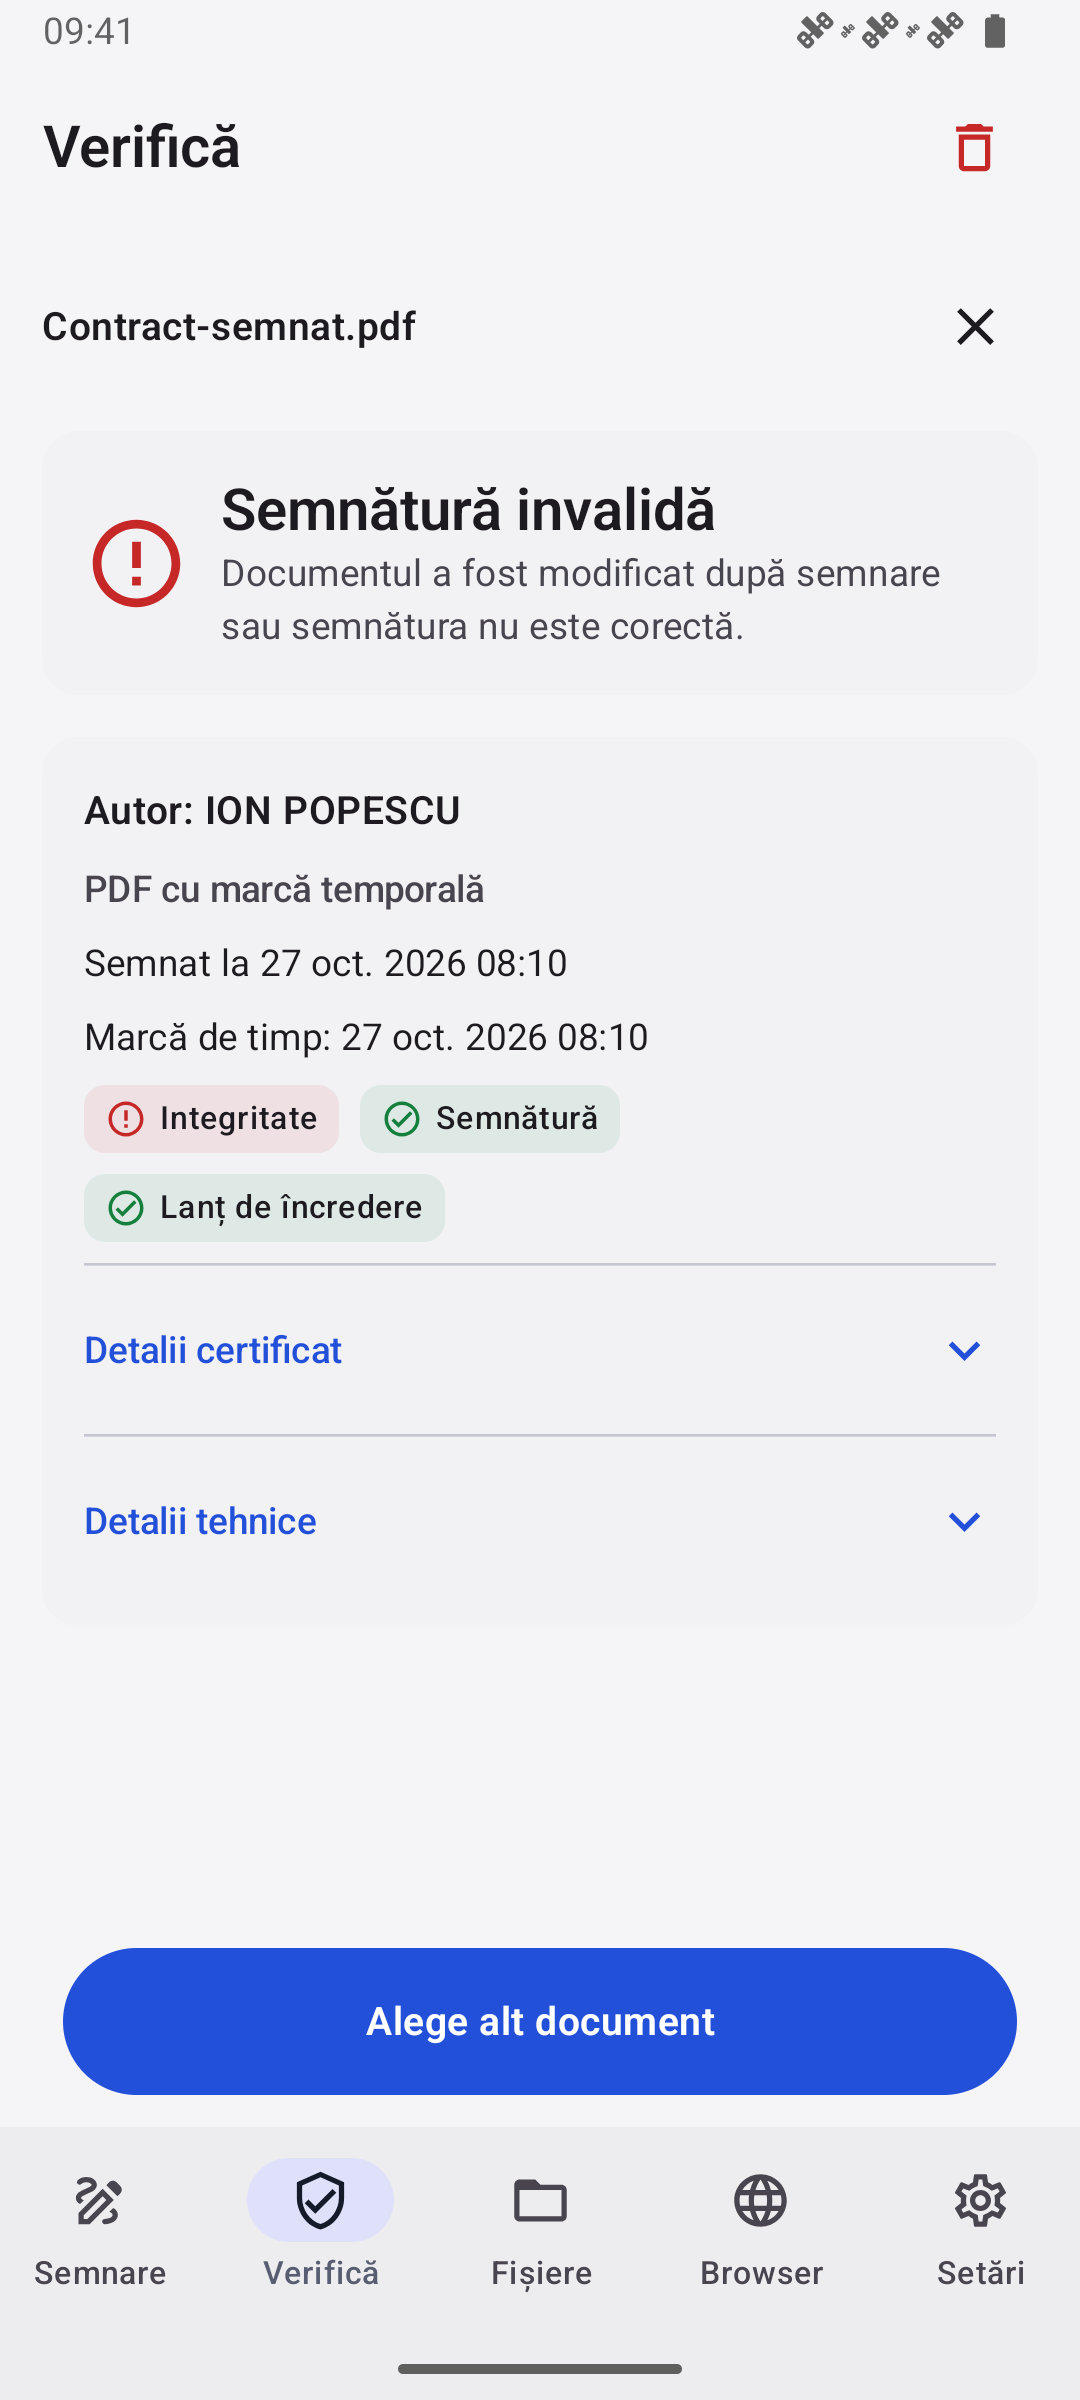 09:41
Verifică
Contract-semnat.pdf
Semnătură invalidă
Documentul a fost modificat după semnare
sau semnătura nu este corectă.
Autor: ION POPESCU
PDF cu marcă temporală
Semnat la 27 oct. 2026 08:10
Marcă de timp: 27 oct. 2026 08:10
Integritate Semnătură
Lanț de încredere
Detalii certificat
Detalii tehnice
Alege alt document
Semnare Verifică Fișiere Browser Setări